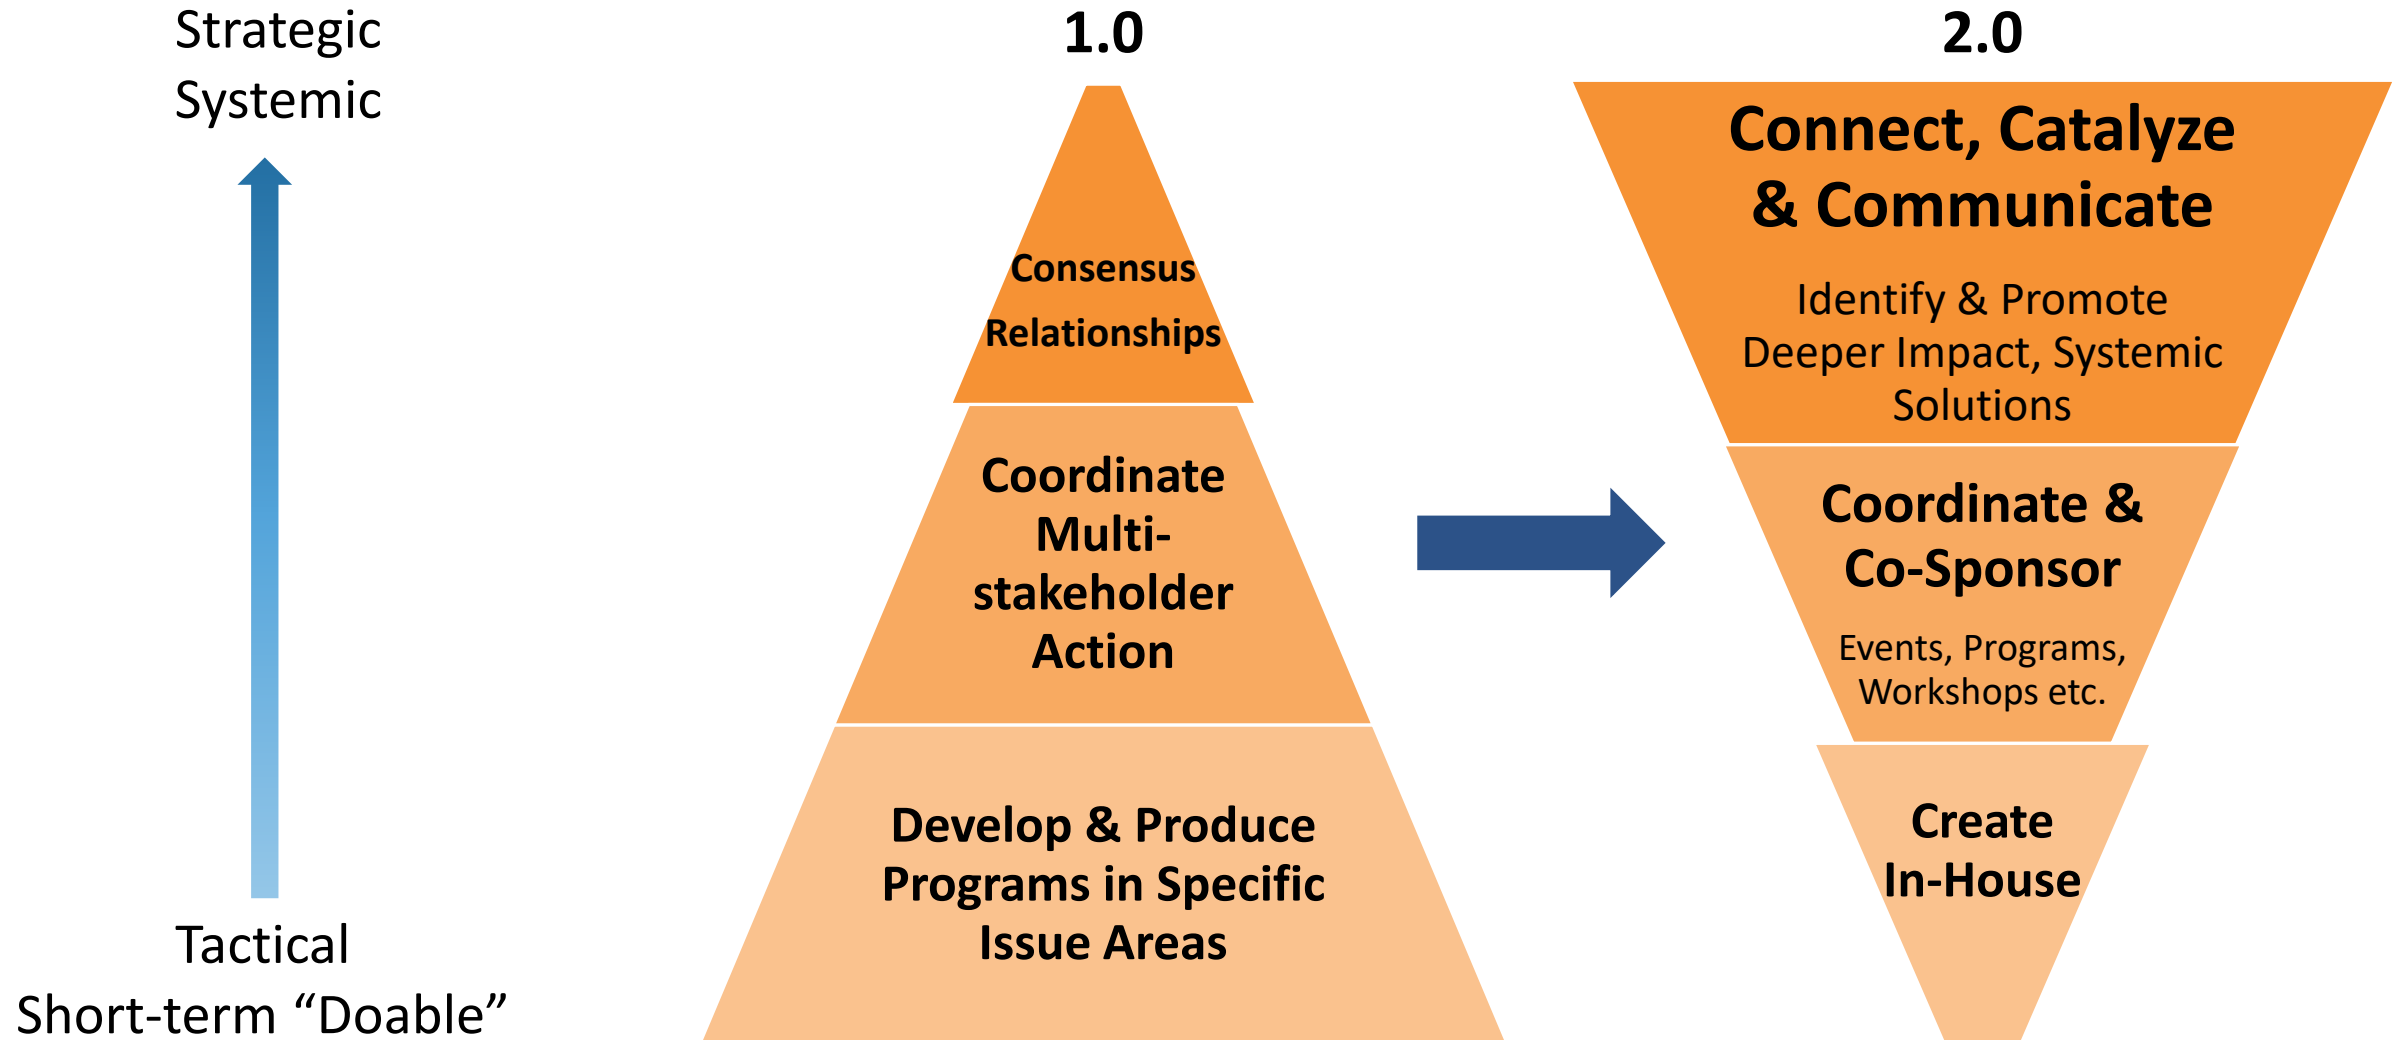 Strategic
Systemic
Tactical
Short-term “Doable”
1.0
Consensus
Relationships
Coordinate
Multi-
stakeholder
Action
Develop & Produce
Programs in Specific
Issue Areas
2.0
Connect, Catalyze
& Communicate
Identify & Promote
Deeper Impact, Systemic
Solutions
Coordinate &
Co-Sponsor
Events, Programs,
Workshops etc.
Create
In-House